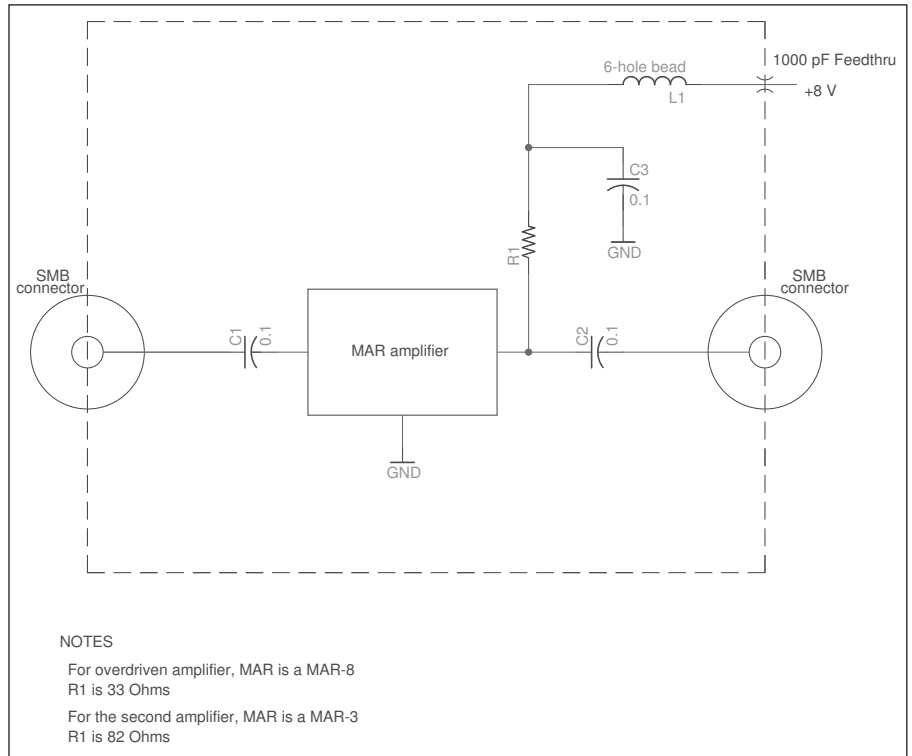 6-hole bead
L1
1000 pF Feedthru
+8 V
C3
0.1
GND
R1
SMB
connector
C1
0.1
MAR amplifier
C2
0.1
SMB
connector
GND
NOTES
For overdriven amplifier, MAR is a MAR-8
R1 is 33 Ohms
For the second amplifier, MAR is a MAR-3
R1 is 82 Ohms